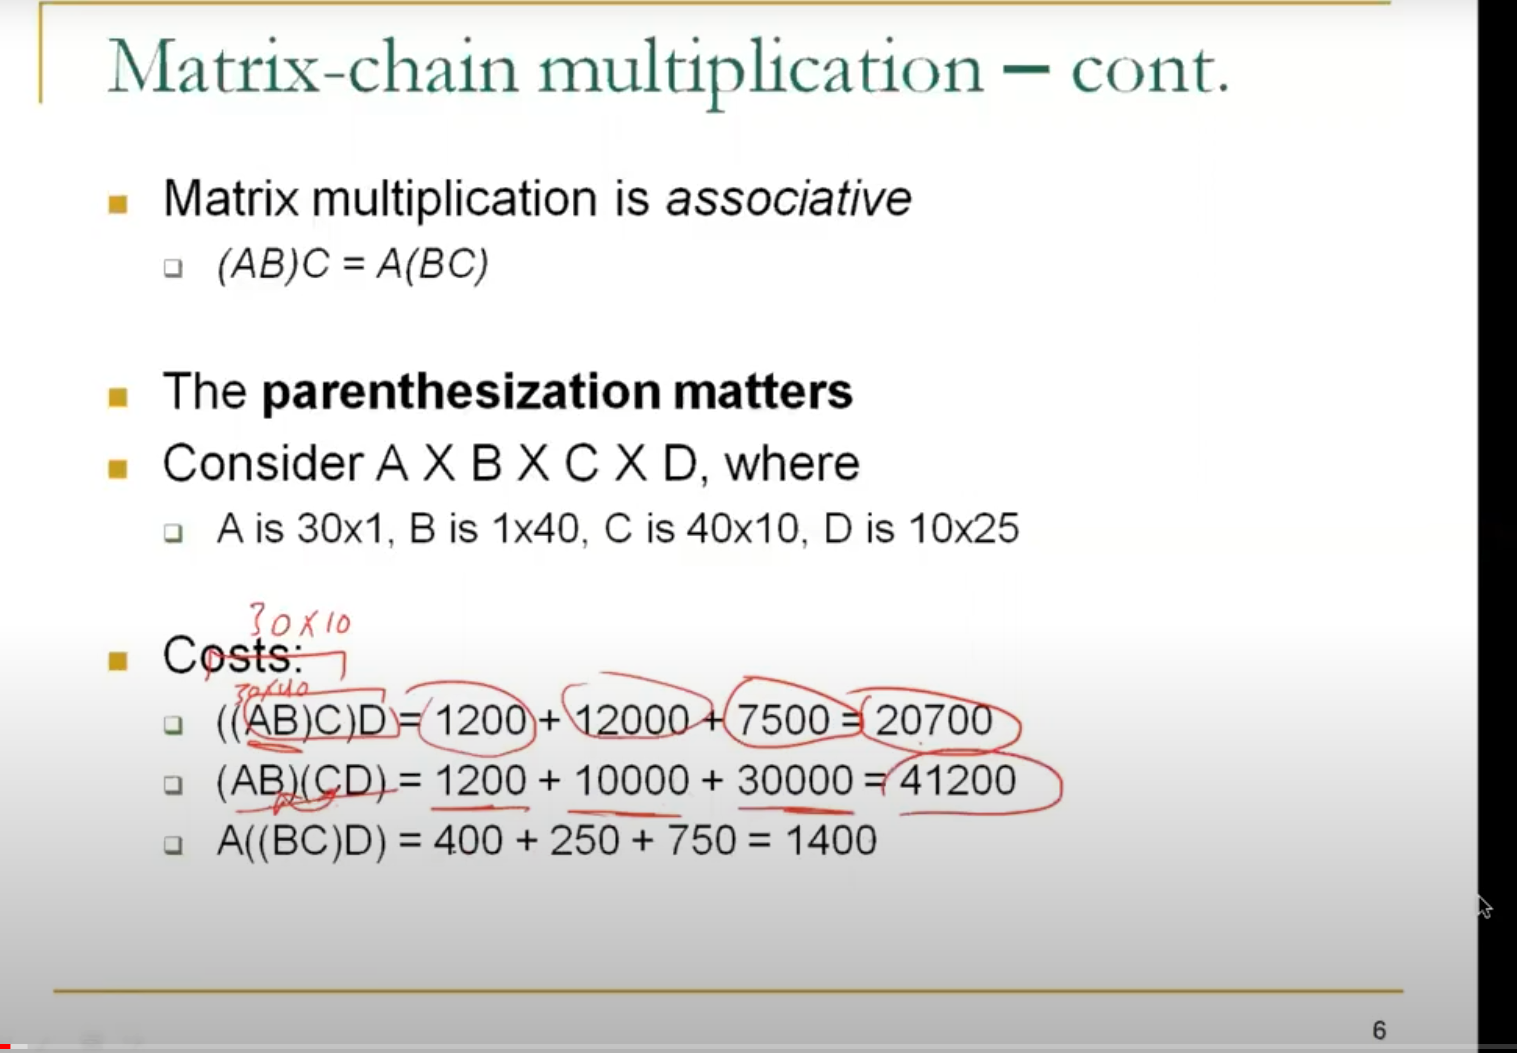 Matrix-chain multiplication – cont.
Matrix multiplication is associative
(AB)C = A(BC)
The parenthesization matters
Consider A X B X C X D, where
A is 30x1, B is 1x40, C is 40x10, D is 10x25
30x10
Costs:
30x40
((AB)C)D = 1200 + 12000 + 7500 = 20700
(AB)(CD) = 1200 + 10000 + 30000 = 41200
A((BC)D) = 400 + 250 + 750 = 1400
6